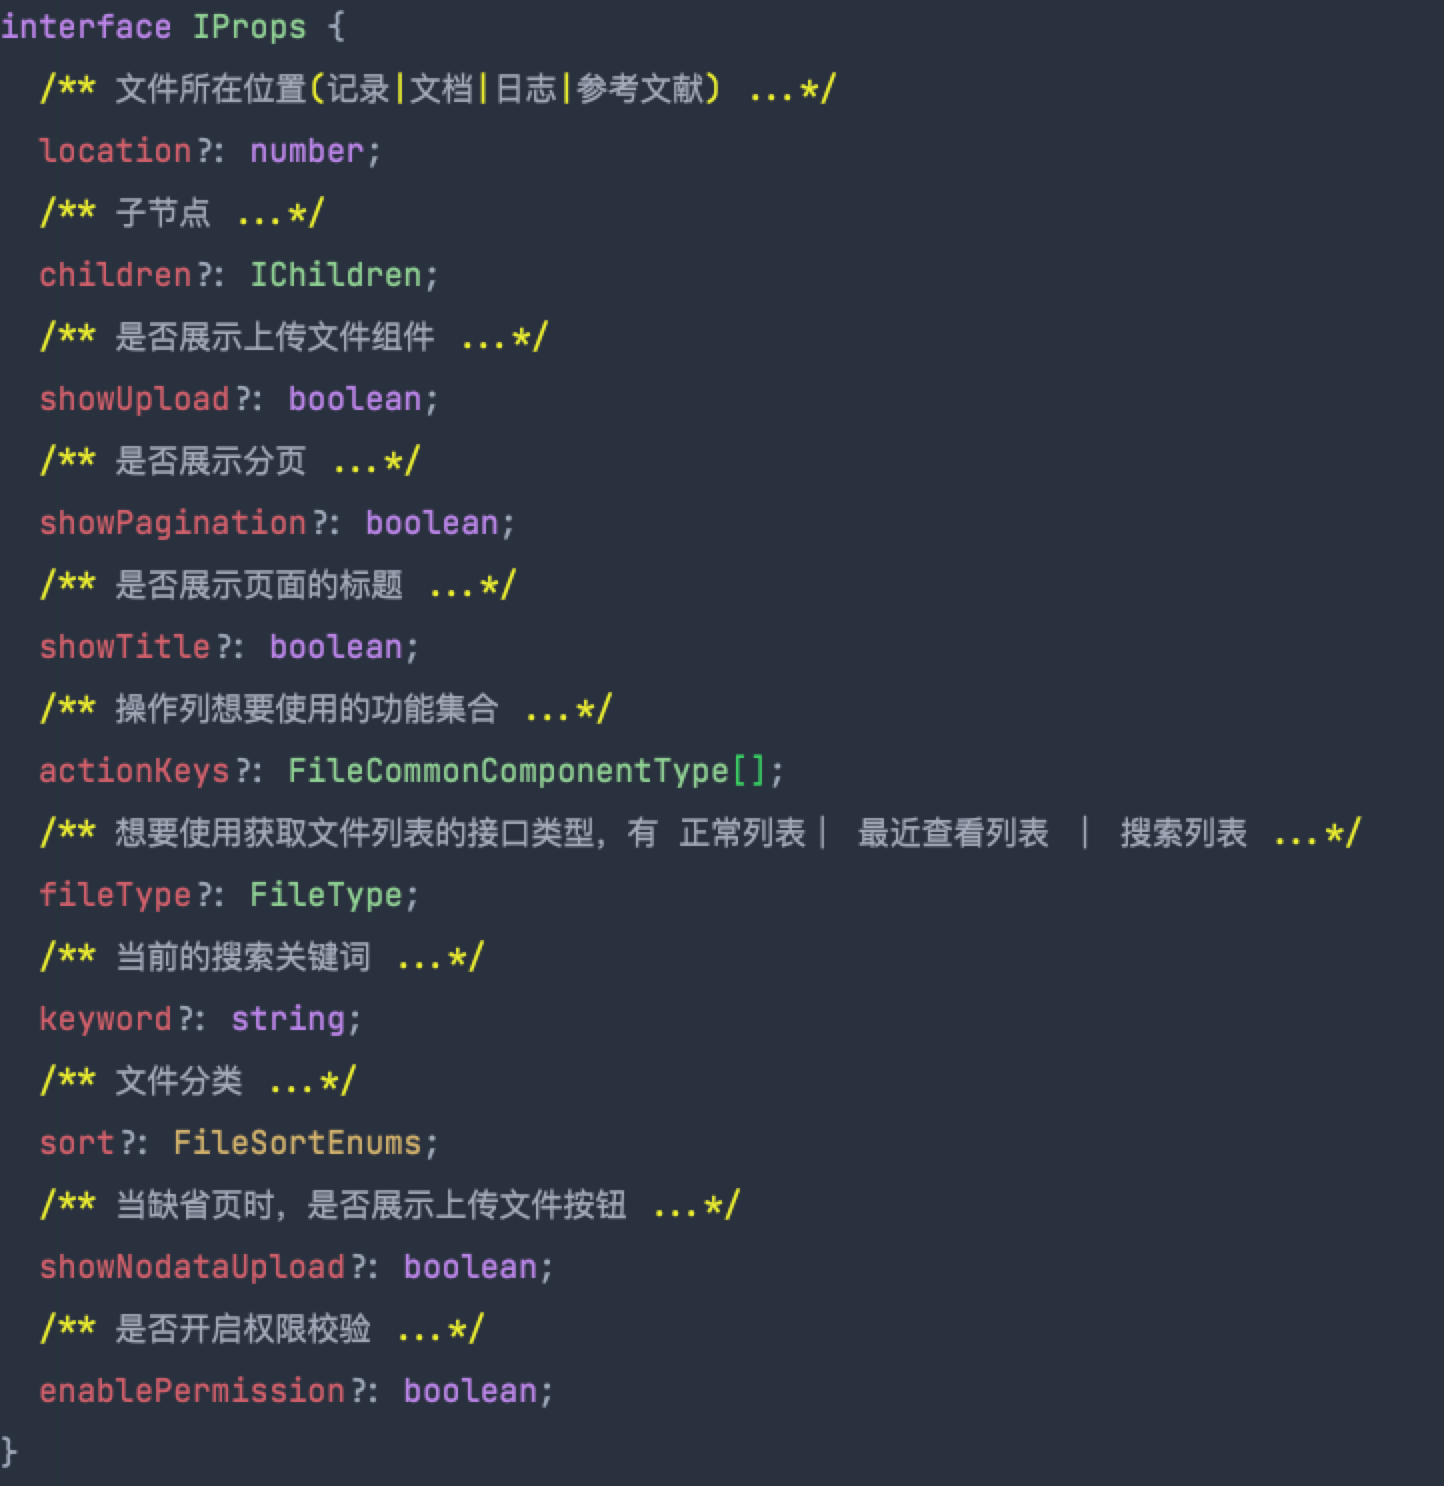 interface IProps {
/** 文件所在位置(记录|文档|日志|参考文献) ...*/
location?: number;
/** 子节点 ...*/
children?: IChildren;
/** 是否展示上传文件组件 ...*/
showUpload?: boolean;
/** 是否展示分页 ...*/
showPagination?: boolean;
/** 是否展示页面的标题 ...*/
showTitle?: boolean;
/** 操作列想要使用的功能集合 ...*/
actionKeys?: FileCommonComponentType[];
/** 想要使用获取文件列表的接口类型，有 正常列表｜ 最近查看列表 ｜ 搜索列表 ...*/
fileType?: FileType;
/** 当前的搜索关键词 ...*/
keyword?: string;
/** 文件分类 ...*/
sort?: FileSortEnums;
/** 当缺省页时，是否展示上传文件按钮 ...*/
showNodataUpload?: boolean;
/** 是否开启权限校验 ...*/
enablePermission?: boolean;
}